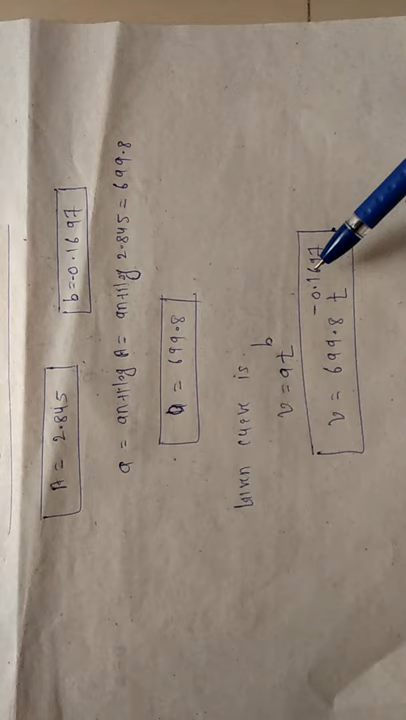 A = 2.845 b = -0.1697
a = antilog A = antilog 2.845 = 699.8
a = 699.8
Given curve is.
v = at^b
v = 699.8 t^-0.1697